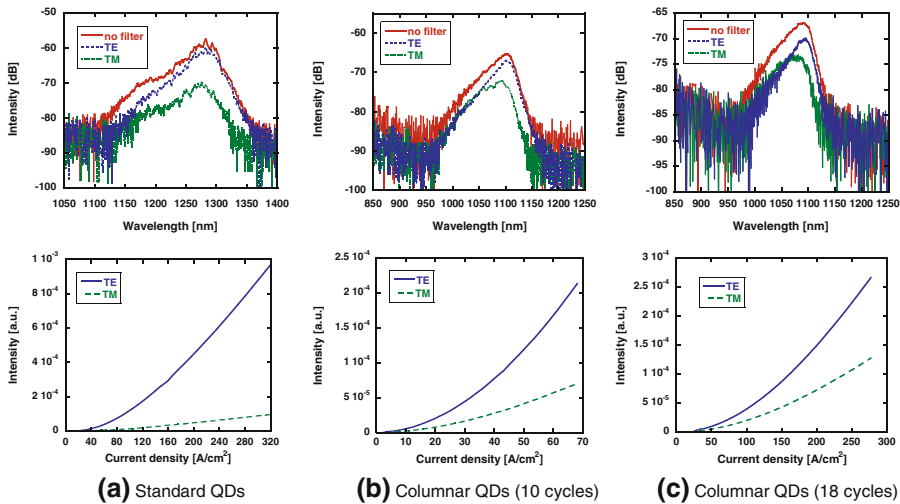 -50
-60
-70
-80
-90
-100
Intensity [dB]
no filter
TE
TM
1050 1100 1150 1200 1250 1300 1350 1400
Wavelength [nm]
-60
-70
-80
-90
-100
Intensity [dB]
no filter
TE
TM
850 900 950 1000 1050 1100 1150 1200 1250
Wavelength [nm]
-65
-70
-75
-80
-85
-90
-95
-100
Intensity [dB]
no filter
TE
TM
850 900 950 1000 1050 1100 1150 1200 1250
Wavelength [nm]
1 10-3
8 10-4
6 10-4
4 10-4
2 10-4
0
Intensity [a.u.]
TE
TM
0 40 80 120 160 200 240 280 320
Current density [A/cm2]
2.5 10-4
2 10-4
1.5 10-4
1 10-4
5 10-5
0
Intensity [a.u.]
TE
TM
0 10 20 30 40 50 60 70
Current density [A/cm2]
3 10-4
2.5 10-4
2 10-4
1.5 10-4
1 10-4
5 10-5
0
Intensity [a.u.]
TE
TM
0 50 100 150 200 250 300
Current density [A/cm2]
(a) Standard QDs
(b) Columnar QDs (10 cycles)
(c) Columnar QDs (18 cycles)